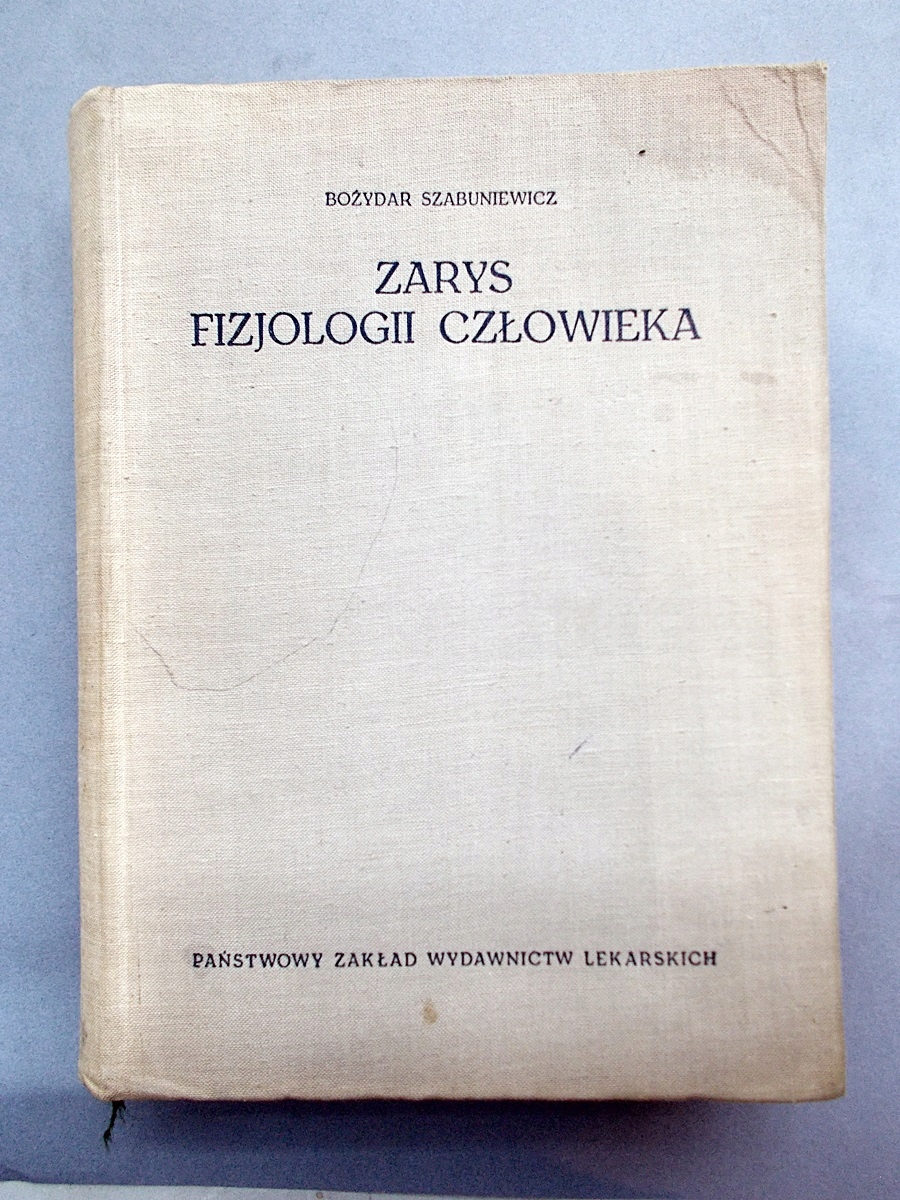 BOŻYDAR SZABUNIEWICZ
ZARYS
FIZJOLOGII CZŁOWIEKA
PAŃSTWOWY ZAKŁAD WYDAWNICTW LEKARSKICH